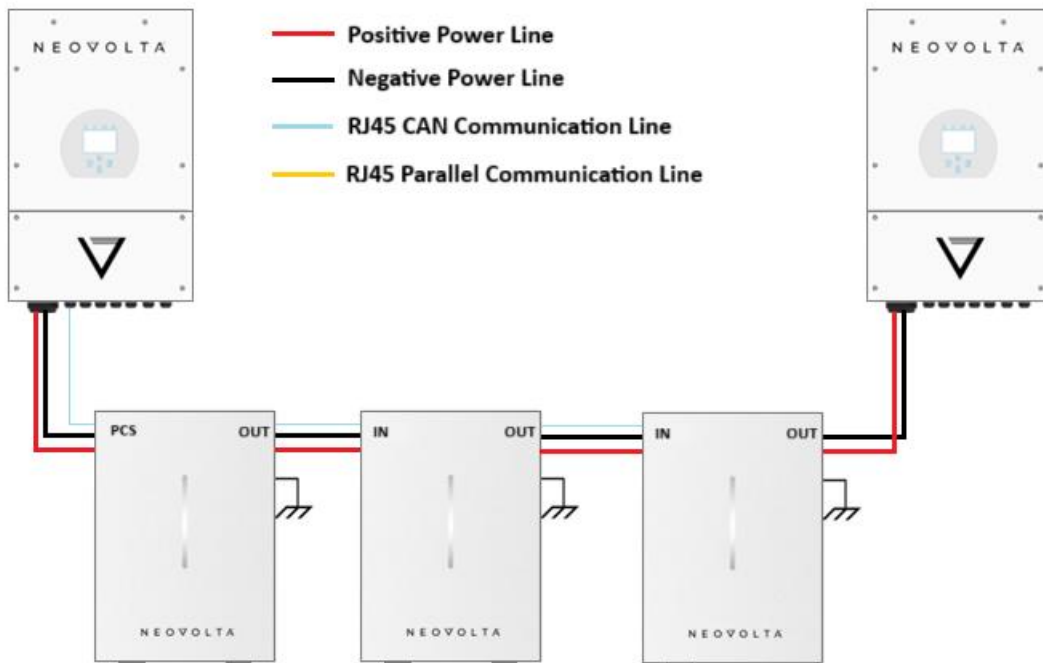 NEOVOLTA
Positive Power Line
Negative Power Line
RJ45 CAN Communication Line
RJ45 Parallel Communication Line
NEOVOLTA
PCS
OUT
IN
OUT
IN
OUT
NEOVOLTA
NEOVOLTA
NEOVOLTA